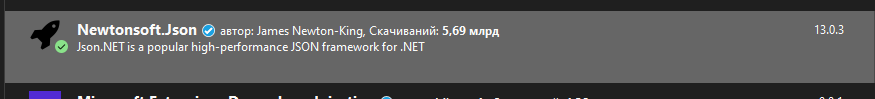 Newtonsoft.Json автор: James Newton-King, Скачиваний: 5,69 млрд 13.0.3
Json.NET is a popular high-performance JSON framework for .NET